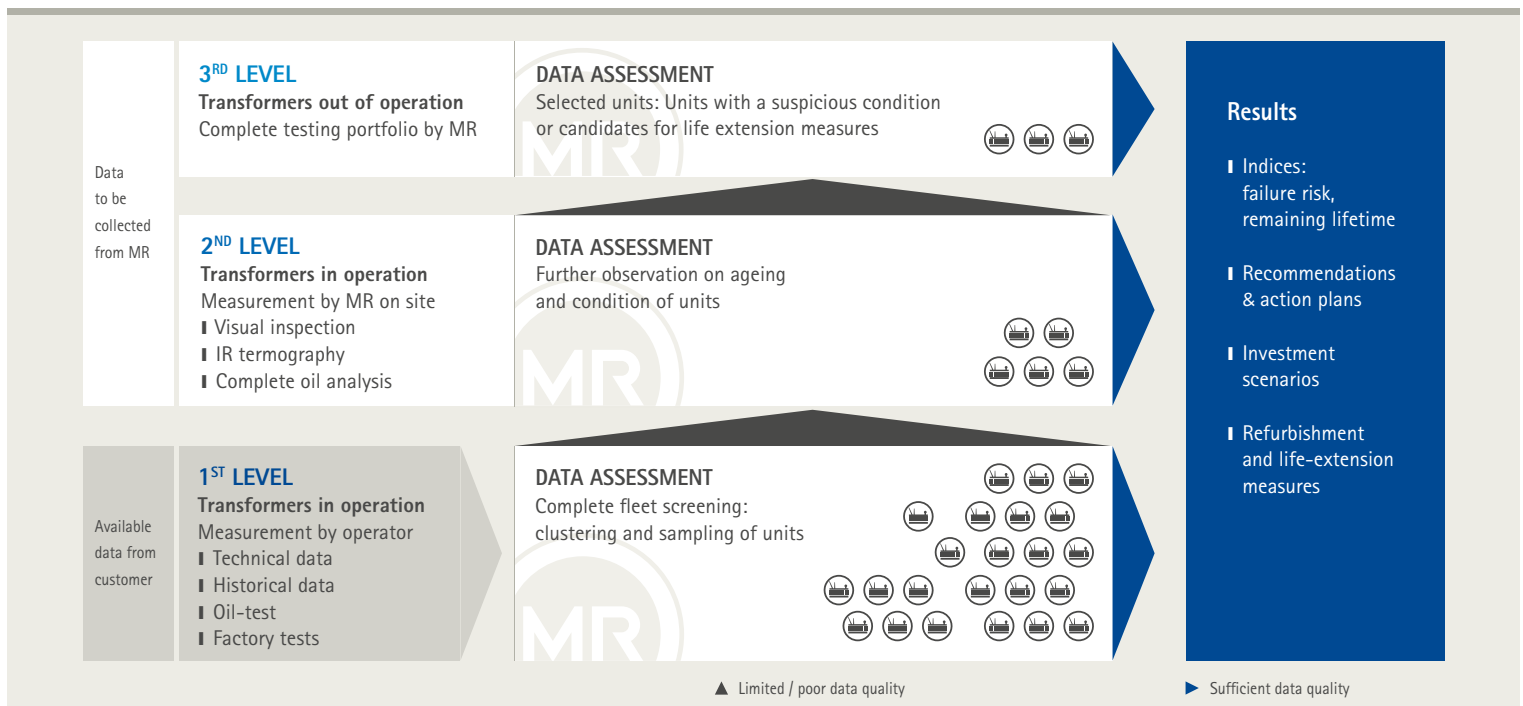 Data
to be
collected
from MR
3RD LEVEL
Transformers out of operation
Complete testing portfolio by MR
MR
DATA ASSESSMENT
Selected units: Units with a suspicious condition
or candidates for life extension measures
2ND LEVEL
Transformers in operation
Measurement by MR on site
Visual inspection
IR termography
Complete oil analysis
MR
DATA ASSESSMENT
Further observation on ageing
and condition of units
Available
data from
customer
1ST LEVEL
Transformers in operation
Measurement by operator
Technical data
Historical data
Oil-test
Factory tests
MR
DATA ASSESSMENT
Complete fleet screening:
clustering and sampling of units
Results
Indices:
failure risk,
remaining lifetime
Recommendations
& action plans
Investment
scenarios
Refurbishment
and life-extension
measures
Limited / poor data quality
Sufficient data quality